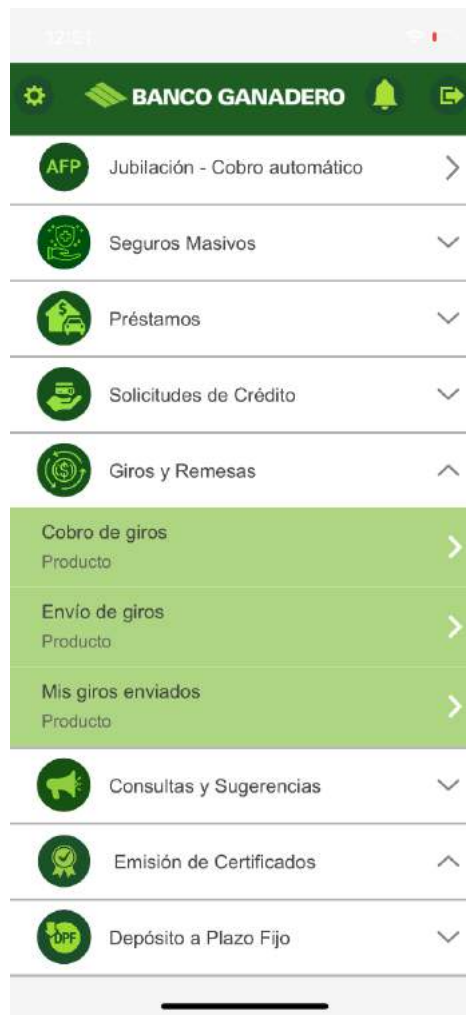 BANCO GANADERO
AFP Jubilación - Cobro automático
Seguros Masivos
Préstamos
Solicitudes de Crédito
Giros y Remesas
Cobro de giros
Producto
Envío de giros
Producto
Mis giros enviados
Producto
Consultas y Sugerencias
Emisión de Certificados
DPF Depósito a Plazo Fijo